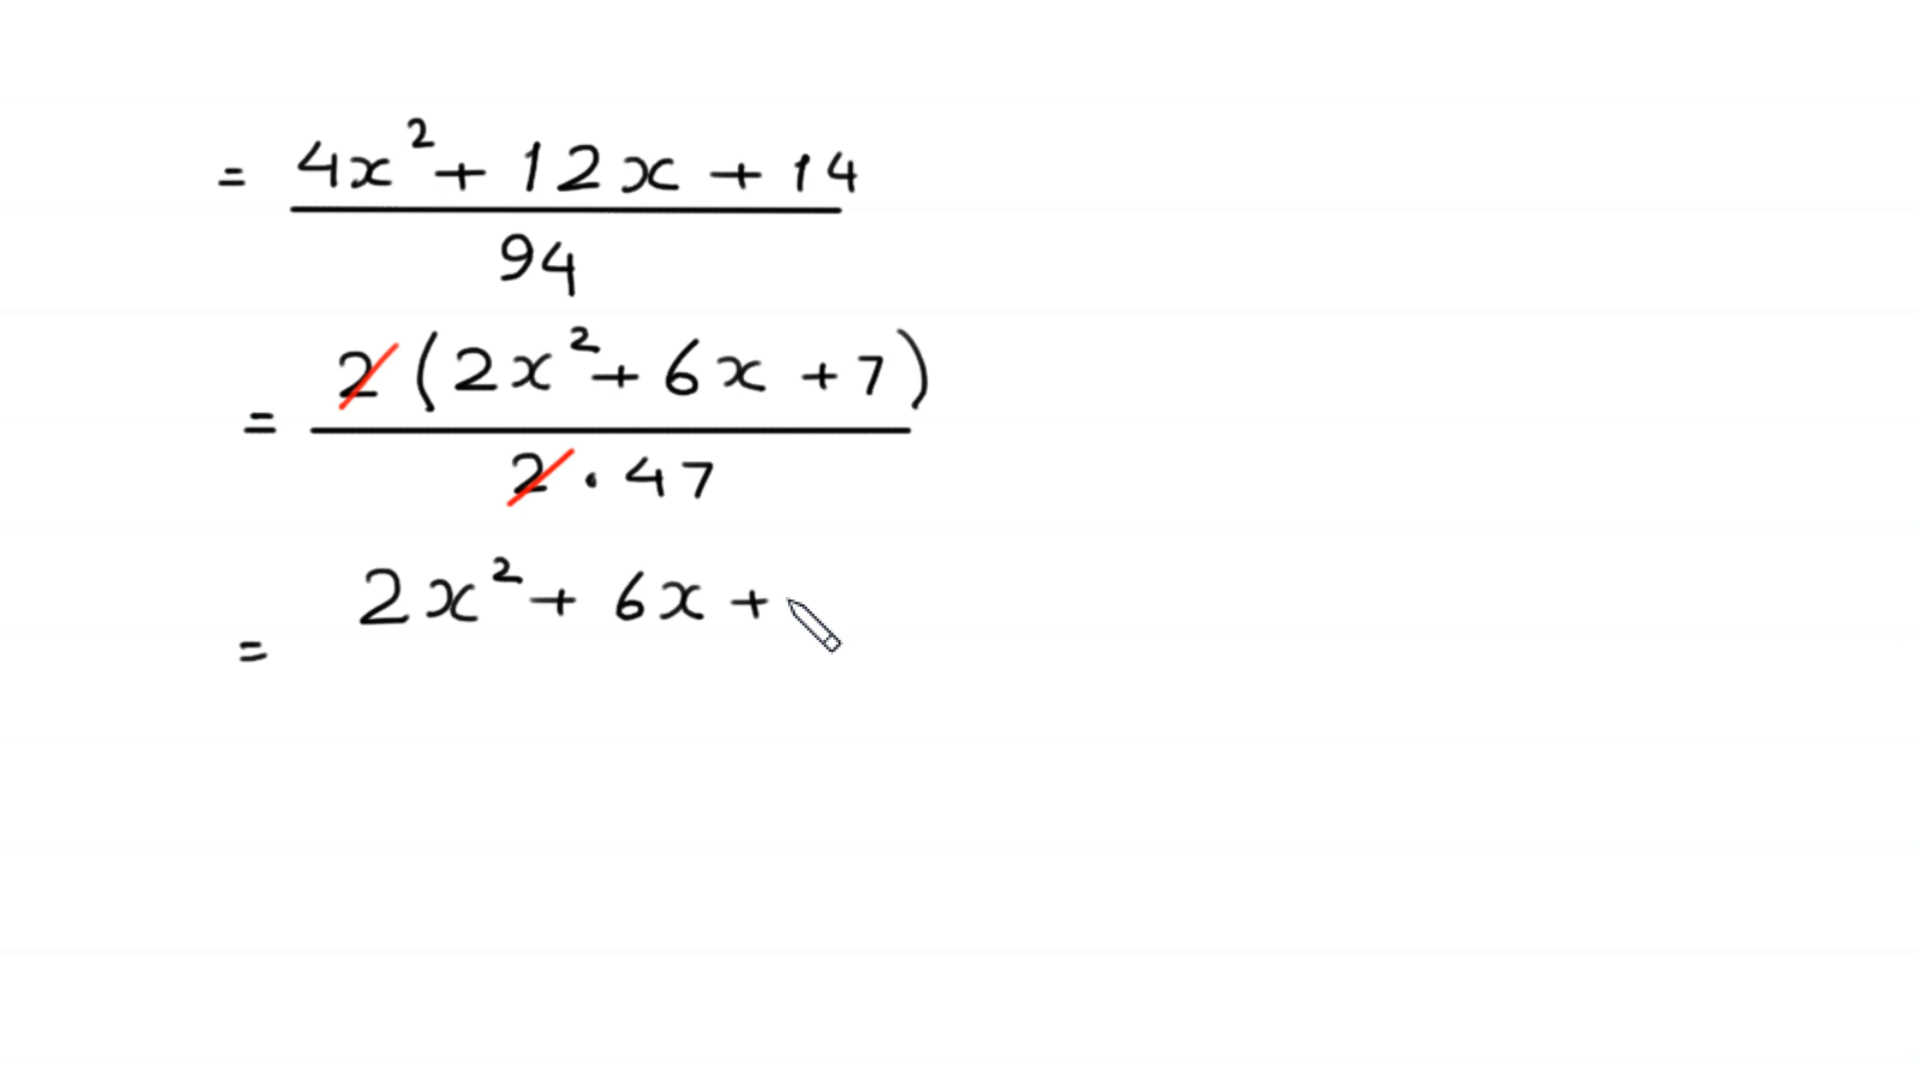 = 4x² + 12x + 14
94
= 2 (2x² + 6x + 7)
2 · 47
= 2x² + 6x +